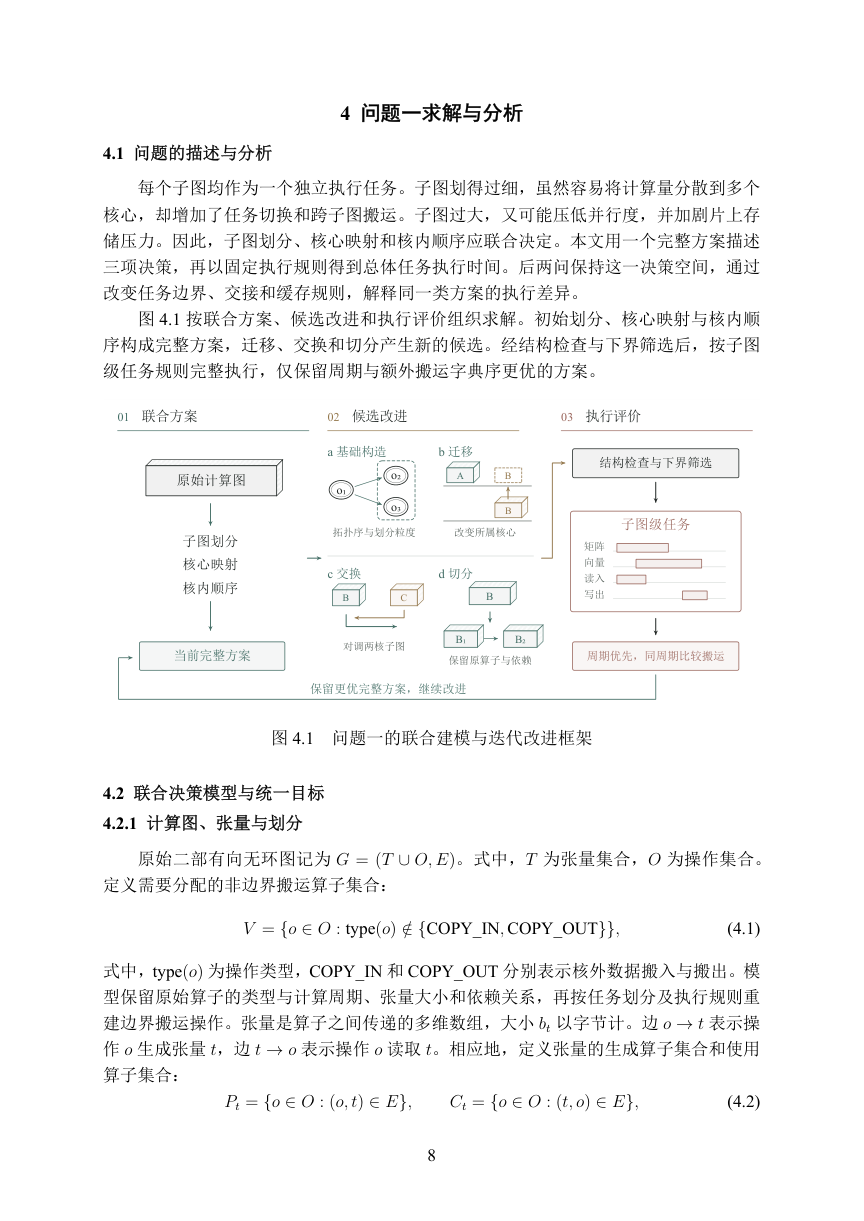 4 问题一求解与分析
4.1 问题的描述与分析
每个子图均作为一个独立执行任务。子图划得过细，虽然容易将计算量分散到多个
核心，却增加了任务切换和跨子图搬运。子图过大，又可能压低并行度，并加剧片上存
储压力。因此，子图划分、核心映射和核内顺序应联合决定。本文用一个完整方案描述
三项决策，再以固定执行规则得到总体任务执行时间。后两问保持这一决策空间，通过
改变任务边界、交接和缓存规则，解释同一类方案的执行差异。
图 4.1 按联合方案、候选改进和执行评价组织求解。初始划分、核心映射与核内顺
序构成完整方案，迁移、交换和切分产生新的候选。经结构检查与下界筛选后，按子图
级任务规则完整执行，仅保留周期与额外搬运字典序更优的方案。
01 联合方案
原始计算图
子图划分
核心映射
核内顺序
当前完整方案
02 候选改进
a 基础构造
o₁
o₂
o₃
拓扑序与划分粒度
b 迁移
A
B
B
改变所属核心
c 交换
B
C
对调两核子图
d 切分
B
B₁
B₂
保留原算子与依赖
03 执行评价
结构检查与下界筛选
子图级任务
矩阵
向量
读入
写出
周期优先，同周期比较搬运
保留更优完整方案，继续改进
图 4.1 问题一的联合建模与迭代改进框架
4.2 联合决策模型与统一目标
4.2.1 计算图、张量与划分
原始二部有向无环图记为 G = (T ∪ O, E)。式中，T 为张量集合，O 为操作集合。
定义需要分配的非边界搬运算子集合：
V = {o ∈ O : type(o) ∉ {COPY_IN, COPY_OUT}}, (4.1)
式中，type(o) 为操作类型，COPY_IN 和 COPY_OUT 分别表示核外数据搬入与搬出。模
型保留原始算子的类型与计算周期、张量大小和依赖关系，再按任务划分及执行规则重
建边界搬运操作。张量是算子之间传递的多维数组，大小 bₜ 以字节计。边 o → t 表示操
作 o 生成张量 t，边 t → o 表示操作 o 读取 t。相应地，定义张量的生成算子集合和使用
算子集合：
Pₜ = {o ∈ O : (o, t) ∈ E}, Cₜ = {o ∈ O : (t, o) ∈ E}, (4.2)
8